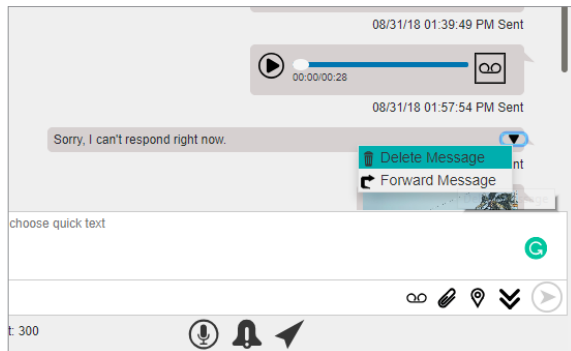 08/31/18 01:39:49 PM Sent
00:00/00:28
08/31/18 01:57:54 PM Sent
Sorry, I can't respond right now.
Delete Message
nt
Forward Message
choose quick text
t: 300